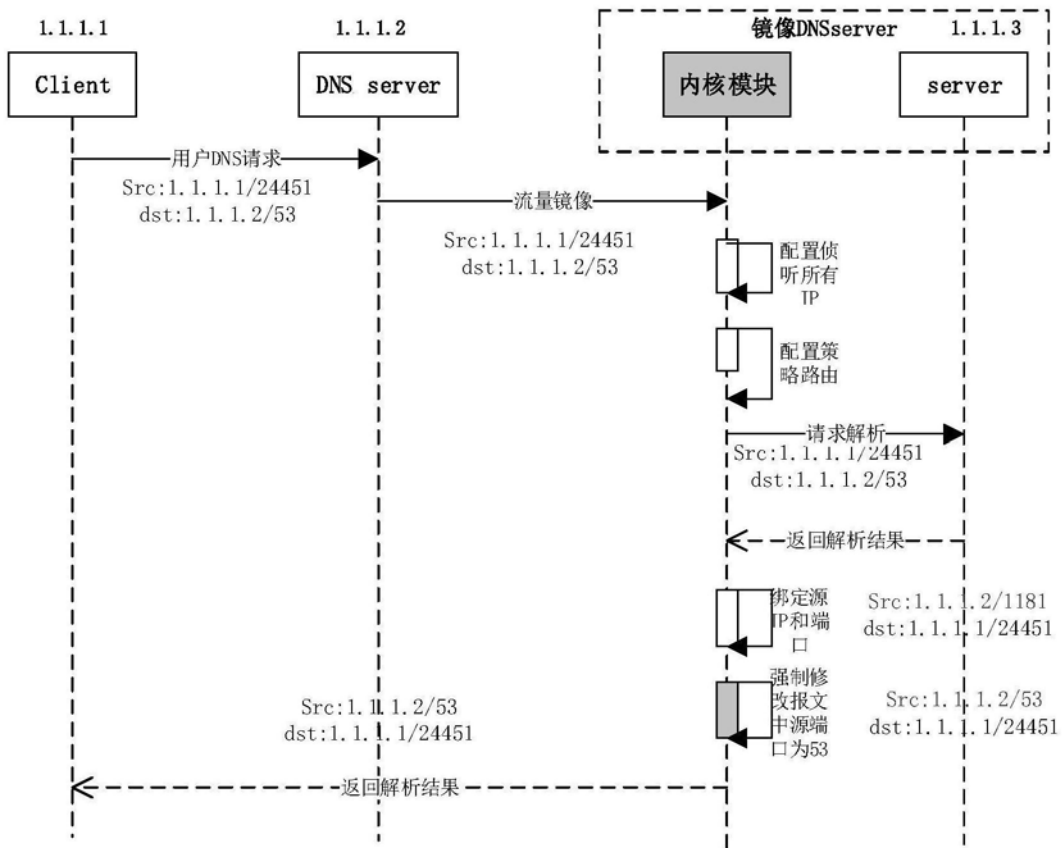 1.1.1.1
1.1.1.2
镜像DNSserver
1.1.1.3
Client
DNS server
内核模块
server
用户DNS请求
Src:1.1.1.1/24451
dst:1.1.1.2/53
流量镜像
Src:1.1.1.1/24451
dst:1.1.1.2/53
配置侦
听所有
IP
配置策
略路由
请求解析
Src:1.1.1.1/24451
dst:1.1.1.2/53
返回解析结果
绑定源
IP和端
口
Src:1.1.1.2/1181
dst:1.1.1.1/24451
强制修
改报文
中源端
口为53
Src:1.1.1.2/53
dst:1.1.1.1/24451
Src:1.1.1.2/53
dst:1.1.1.1/24451
返回解析结果